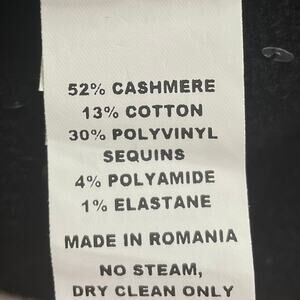 52% CASHMERE
13% COTTON
30% POLYVINYL
SEQUINS
4% POLYAMIDE
1% ELASTANE
MADE IN ROMANIA
NO STEAM,
DRY CLEAN ONLY